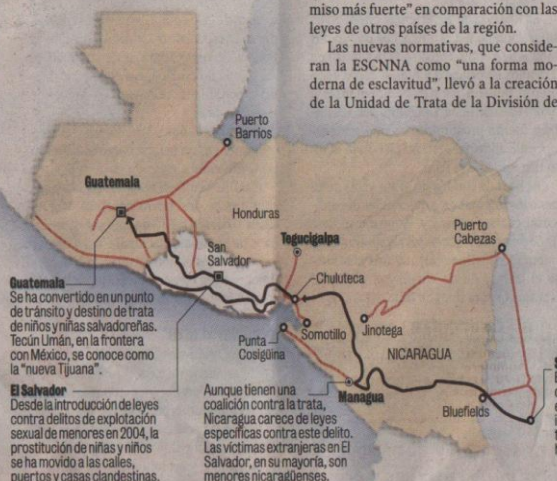 miso más fuerte” en comparación con las
leyes de otros países de la región.
Las nuevas normativas, que conside-
ran la ESCNNA como “una forma mo-
derna de esclavitud”, llevó a la creación
de la Unidad de Trata de la División de
Puerto
Barrios
Guatemala
Honduras
Tegucigalpa
Puerto
Cabezas
San
Salvador
Chuluteca
Guatemala
Se ha convertido en un punto
de tránsito y destino de trata
de niños y niñas salvadoreñas.
Tecún Umán, en la frontera
con México, se conoce como
la “nueva Tijuana”.
Punta
Cosigüina
Somotillo
Jinotega
NICARAGUA
Managua
Bluefields
El Salvador
Desde la introducción de leyes
contra delitos de explotación
sexual de menores en 2004, la
prostitución de niñas y niños
se ha movido a las calles,
puertos y casas clandestinas.
Aunque tienen una
coalición contra la trata,
Nicaragua carece de leyes
específicas contra este delito.
Las víctimas extranjeras en El
Salvador, en su mayoría, son
menores nicaragüenses.